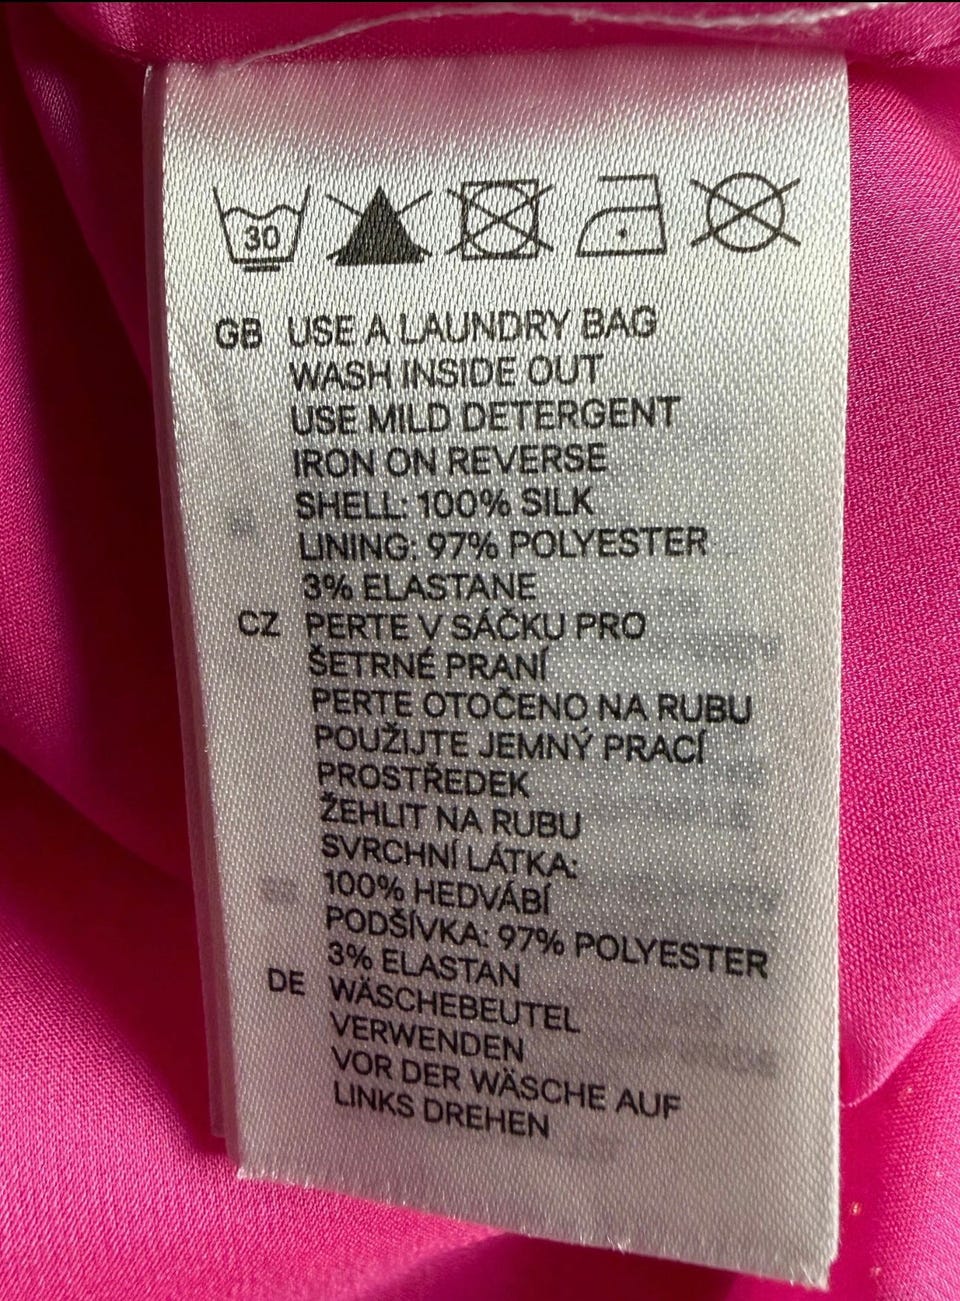 30
GB USE A LAUNDRY BAG
WASH INSIDE OUT
USE MILD DETERGENT
IRON ON REVERSE
SHELL: 100% SILK
LINING: 97% POLYESTER
3% ELASTANE
CZ PERTE V SÁČKU PRO
ŠETRNÉ PRANÍ
PERTE OTOČENO NA RUBU
POUŽIJTE JEMNÝ PRACÍ
PROSTŘEDEK
ŽEHLIT NA RUBU
SVRCHNÍ LÁTKA:
100% HEDVÁBÍ
PODŠÍVKA: 97% POLYESTER
3% ELASTAN
DE WÄSCHEBEUTEL
VERWENDEN
VOR DER WÄSCHE AUF
LINKS DREHEN